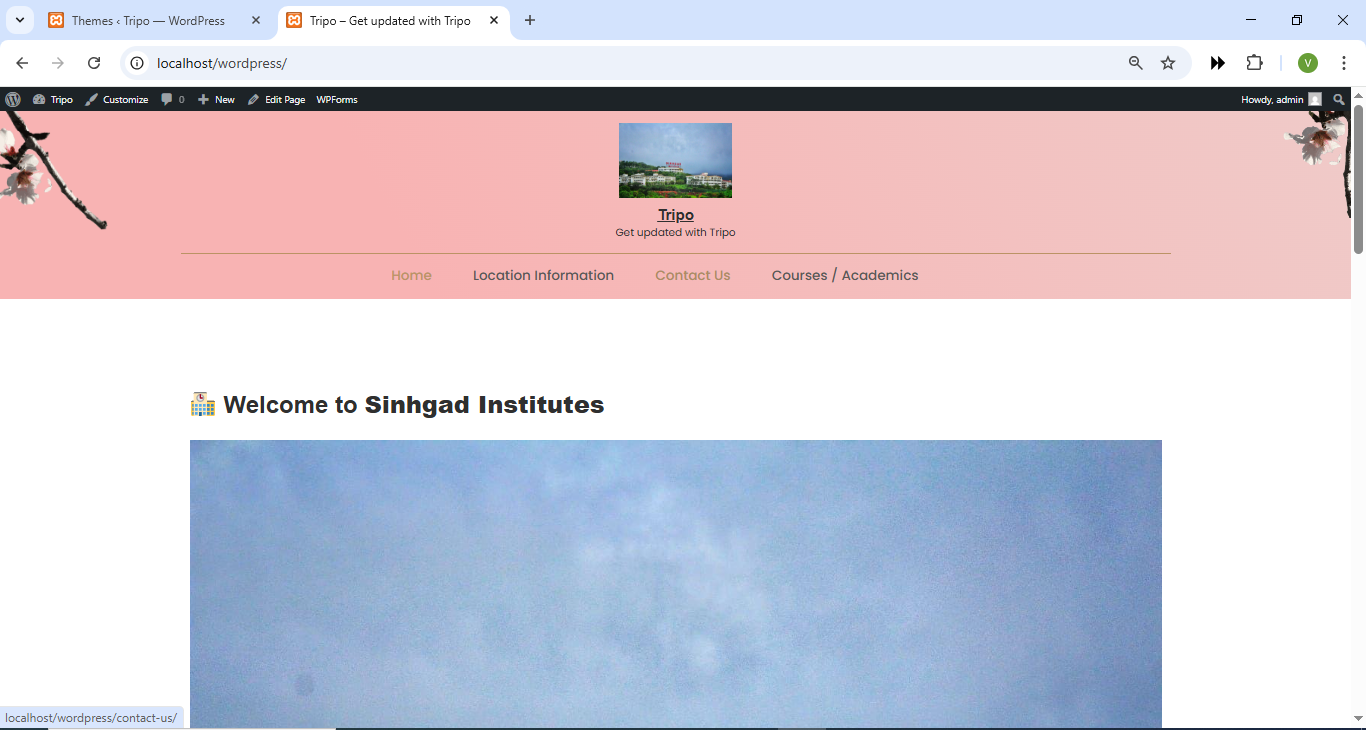 Themes ‹ Tripo — WordPress
Tripo – Get updated with Tripo
localhost/wordpress/
V
Tripo
Customize
0
New
Edit Page
WPForms
Howdy, admin
Tripo
Get updated with Tripo
Home
Location Information
Contact Us
Courses / Academics
Welcome to Sinhgad Institutes
localhost/wordpress/contact-us/